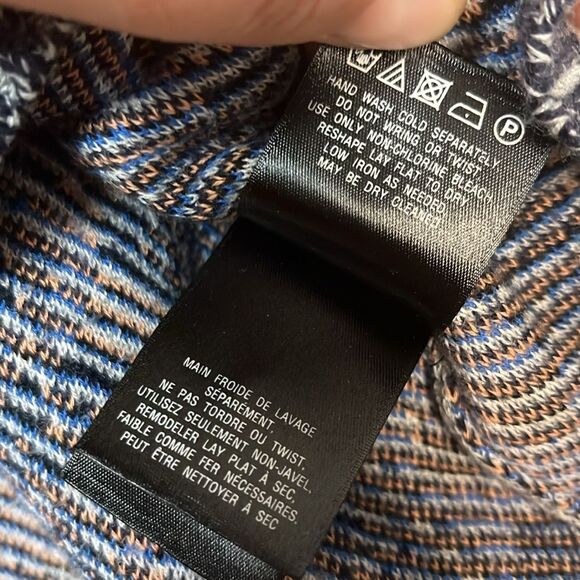 P
HAND WASH COLD SEPARATELY
DO NOT WRING OR TWIST
USE ONLY NON-CHLORINE BLEACH
RESHAPE LAY FLAT TO DRY
LOW IRON AS NEEDED
MAY BE DRY CLEANED
MAIN FROIDE DE LAVAGE
SÉPAREMENT.
NE PAS TORDRE OU TWIST.
UTILISEZ SEULEMENT NON-JAVEL.
REMODELER LAY PLAT À SEC.
FAIBLE COMME FER NÉCESSAIRES.
PEUT ÊTRE NETTOYER À SEC